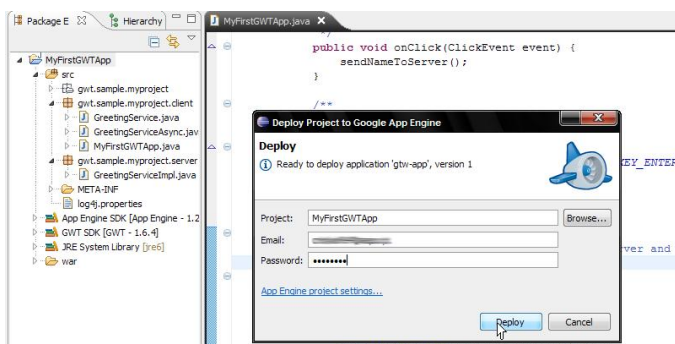 Package E
Hierarchy
MyFirstGWTApp
src
gwt.sample.myproject
gwt.sample.myproject.client
GreetingService.java
GreetingServiceAsync.jav
MyFirstGWTApp.java
gwt.sample.myproject.server
GreetingServiceImpl.java
META-INF
log4j.properties
App Engine SDK [App Engine - 1.2
GWT SDK [GWT - 1.6.4]
JRE System Library [jre6]
war
MyFirstGWTApp.java
*/
public void onClick(ClickEvent event) {
sendNameToServer();
}
/**
KEY_ENTER
ver and
Deploy Project to Google App Engine
Deploy
Ready to deploy application 'gtw-app', version 1
Project: MyFirstGWTApp Browse...
Email:
Password:
App Engine project settings...
Deploy Cancel